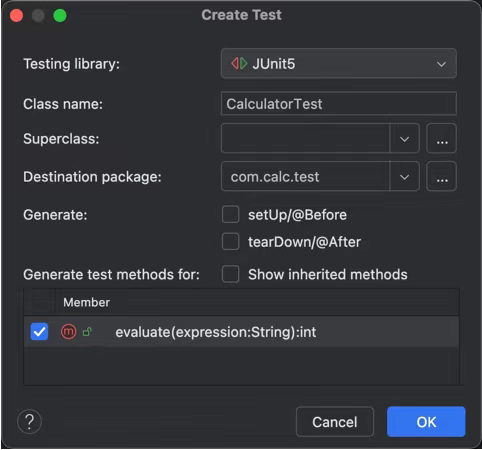 Create Test
Testing library: JUnit5
Class name: CalculatorTest
Superclass: ...
Destination package: com.calc.test ...
Generate: setUp/@Before
tearDown/@After
Generate test methods for: Show inherited methods
Member
m evaluate(expression:String):int
? Cancel OK